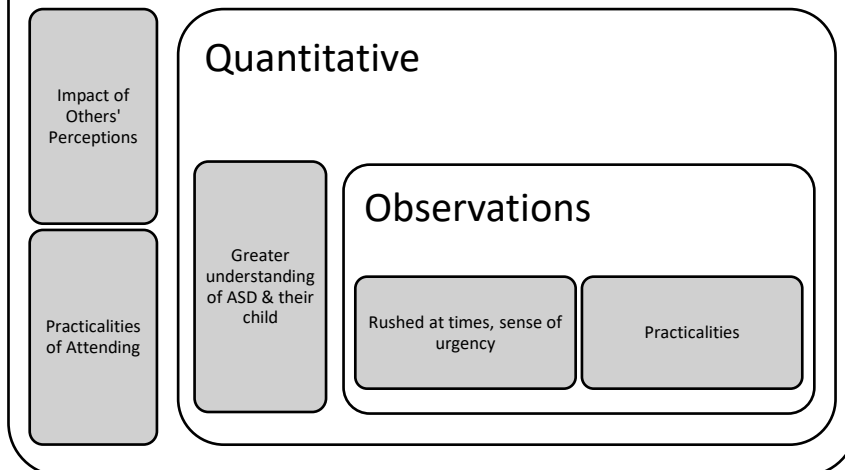 Impact of
Others'
Perceptions
Practicalities
of Attending
Quantitative
Greater
understanding
of ASD & their
child
Observations
Rushed at times, sense of
urgency
Practicalities